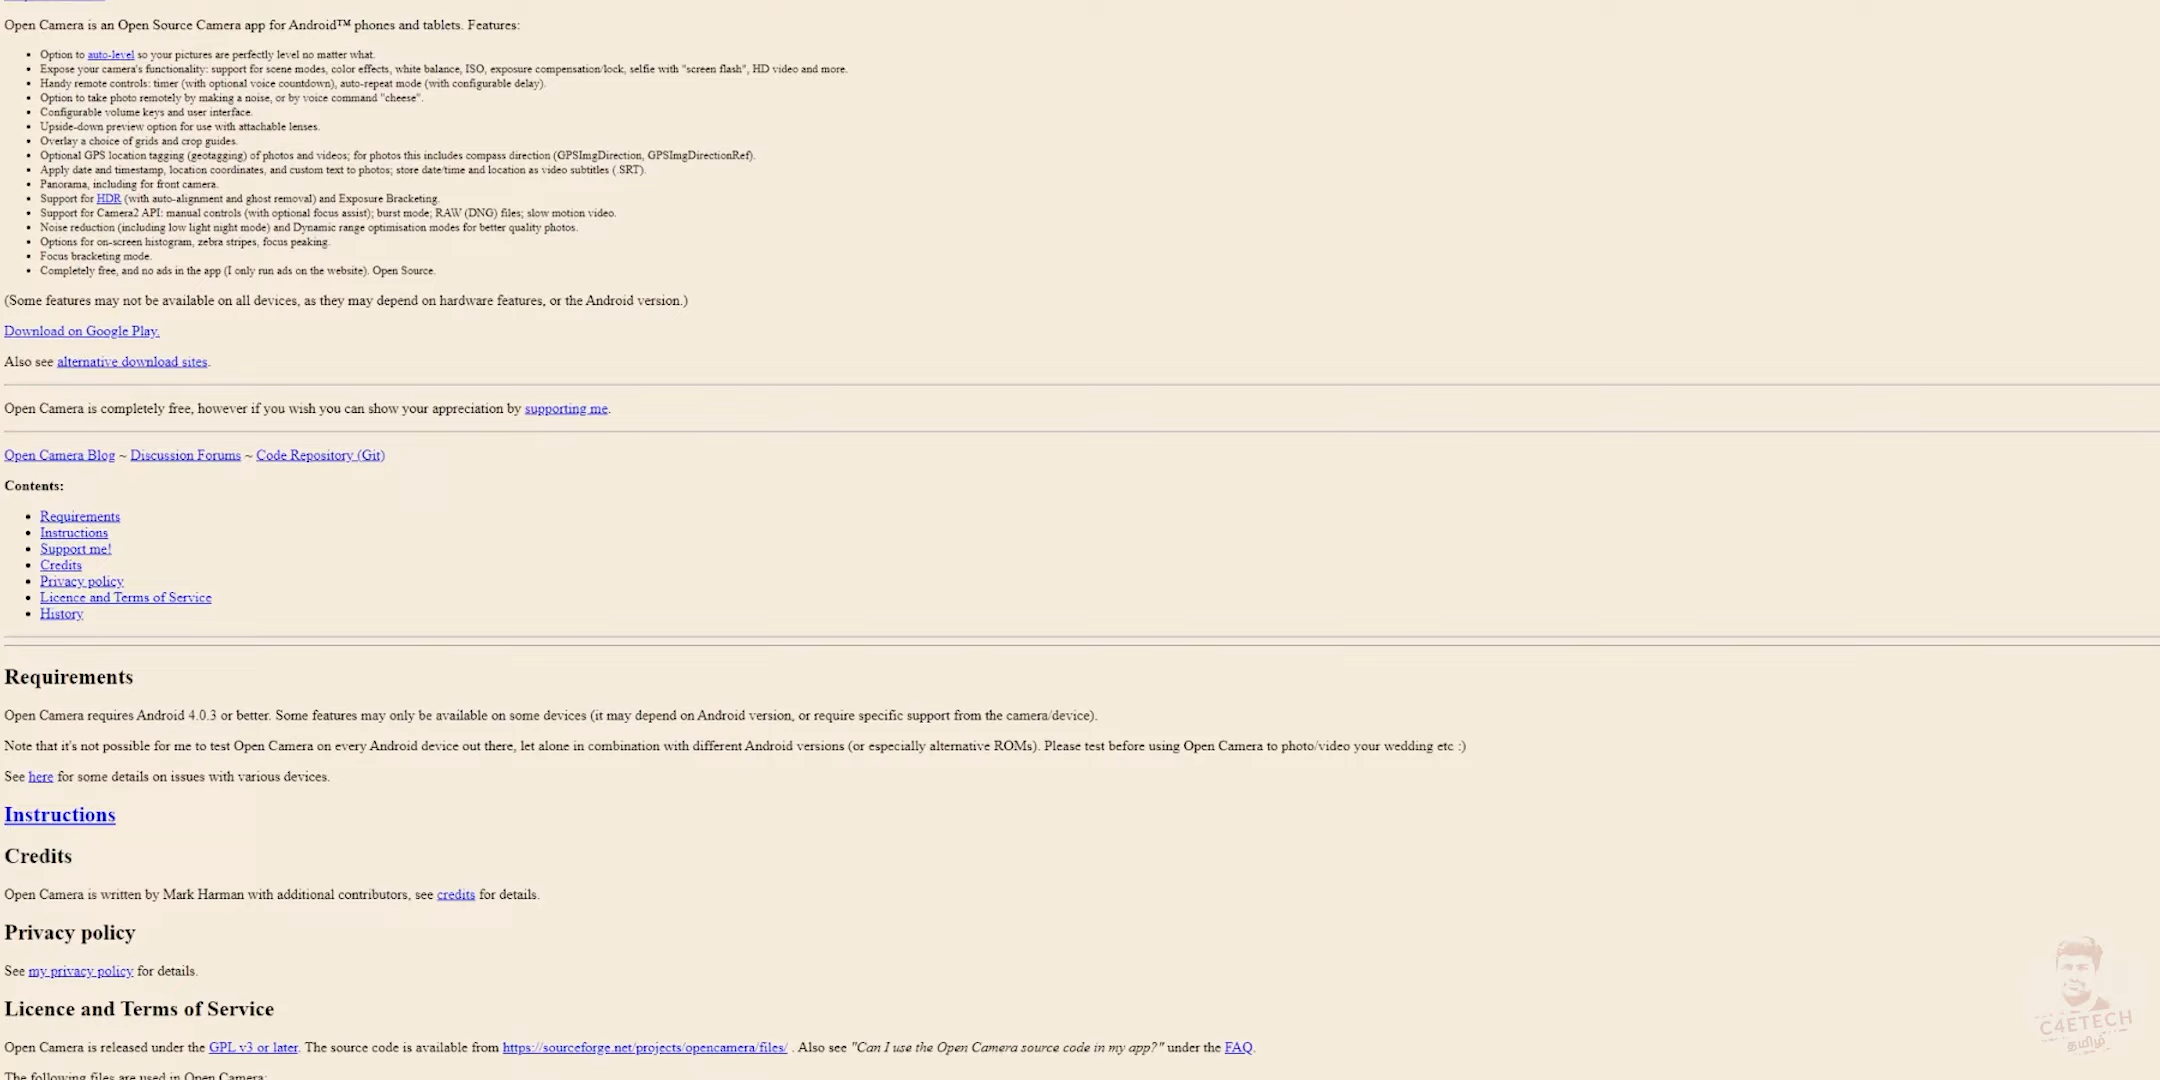 Open Camera is an Open Source Camera app for Android™ phones and tablets. Features:
Option to auto-level so your pictures are perfectly level no matter what.
Expose your camera's functionality: support for scene modes, color effects, white balance, ISO, exposure compensation/lock, selfie with "screen flash", HD video and more.
Handy remote controls: timer (with optional voice countdown), auto-repeat mode (with configurable delay).
Option to take photo remotely by making a noise, or by voice command "cheese".
Configurable volume keys and user interface.
Upside-down preview option for use with attachable lenses.
Overlay a choice of grids and crop guides.
Optional GPS location tagging (geotagging) of photos and videos; for photos this includes compass direction (GPSImgDirection, GPSImgDirectionRef).
Apply date and timestamp, location coordinates, and custom text to photos; store date/time and location as video subtitles (.SRT).
Panorama, including for front camera.
Support for HDR (with auto-alignment and ghost removal) and Exposure Bracketing.
Support for Camera2 API: manual controls (with optional focus assist); burst mode; RAW (DNG) files; slow motion video.
Noise reduction (including low light night mode) and Dynamic range optimisation modes for better quality photos.
Options for on-screen histogram, zebra stripes, focus peaking.
Focus bracketing mode.
Completely free, and no ads in the app (I only run ads on the website). Open Source.
(Some features may not be available on all devices, as they may depend on hardware features, or the Android version.)
Download on Google Play.
Also see alternative download sites.
Open Camera is completely free, however if you wish you can show your appreciation by supporting me.
Open Camera Blog ~ Discussion Forums ~ Code Repository (Git)
Contents:
Requirements
Instructions
Support me!
Credits
Privacy policy
Licence and Terms of Service
History
Requirements
Open Camera requires Android 4.0.3 or better. Some features may only be available on some devices (it may depend on Android version, or require specific support from the camera/device).
Note that it's not possible for me to test Open Camera on every Android device out there, let alone in combination with different Android versions (or especially alternative ROMs). Please test before using Open Camera to photo/video your wedding etc :)
See here for some details on issues with various devices.
Instructions
Credits
Open Camera is written by Mark Harman with additional contributors, see credits for details.
Privacy policy
See my privacy policy for details.
Licence and Terms of Service
Open Camera is released under the GPL v3 or later. The source code is available from https://sourceforge.net/projects/opencamera/files/ . Also see "Can I use the Open Camera source code in my app?" under the FAQ.
The following files are used in Open Camera:
C4ETECH
தமிழ்